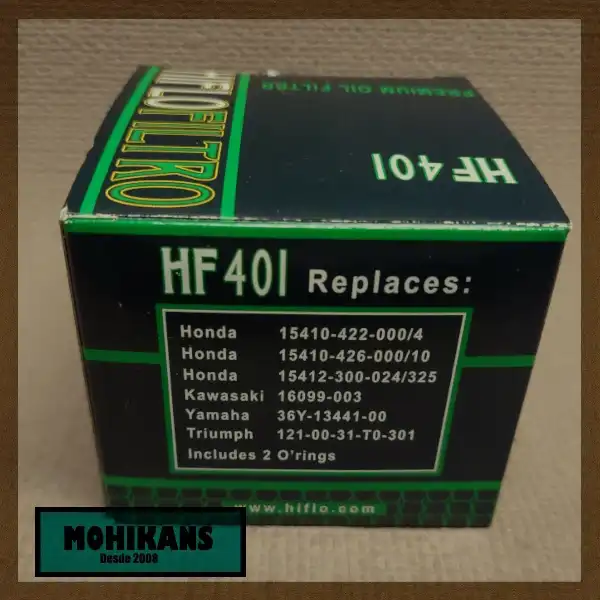 HIFLOFILTRO
PREMIUM OIL FILTER
HF401
HF401 Replaces:
Honda 15410-422-000/4
Honda 15410-426-000/10
Honda 15412-300-024/325
Kawasaki 16099-003
Yamaha 36Y-13441-00
Triumph 121-00-31-T0-301
Includes 2 O'rings
www.hiflo.com
MOHIKANS
Desde 2008